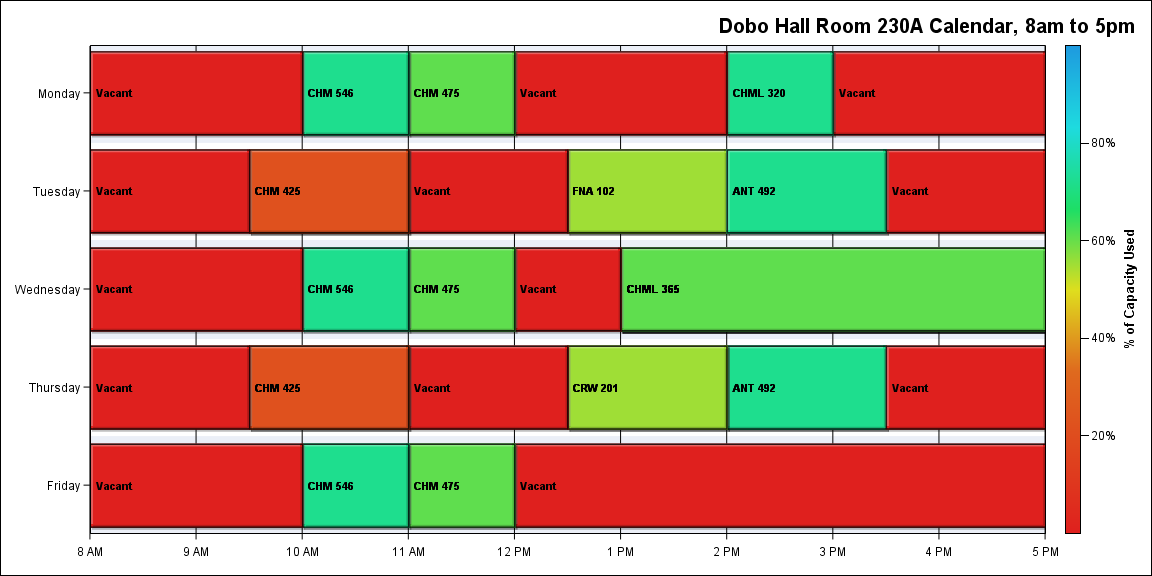 Dobo Hall Room 230A Calendar, 8am to 5pm
Monday
Vacant
CHM 546
CHM 475
Vacant
CHML 320
Vacant
Tuesday
Vacant
CHM 425
Vacant
FNA 102
ANT 492
Vacant
Wednesday
Vacant
CHM 546
CHM 475
Vacant
CHML 365
Thursday
Vacant
CHM 425
Vacant
CRW 201
ANT 492
Vacant
Friday
Vacant
CHM 546
CHM 475
Vacant
8 AM
9 AM
10 AM
11 AM
12 PM
1 PM
2 PM
3 PM
4 PM
5 PM
80%
60%
40%
20%
% of Capacity Used